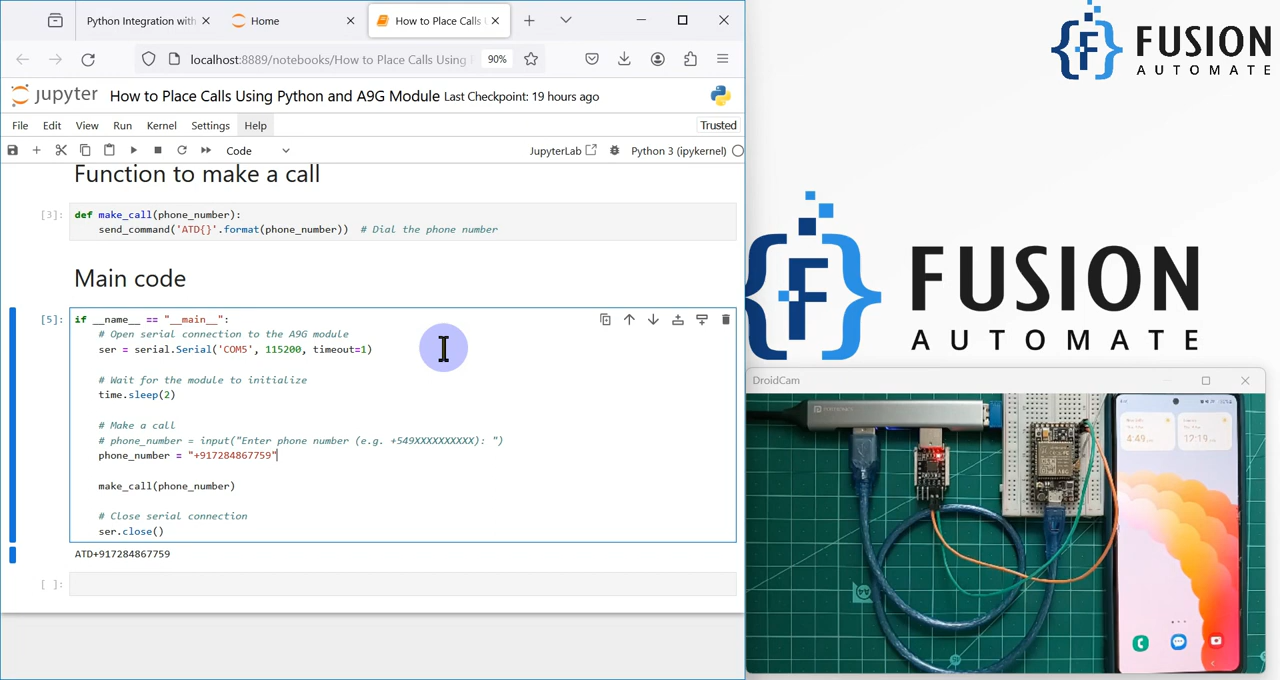 Python Integration with
Home
How to Place Calls U
localhost:8889/notebooks/How to Place Calls Using
90%
FUSION
AUTOMATE
jupyter How to Place Calls Using Python and A9G Module Last Checkpoint: 19 hours ago
File Edit View Run Kernel Settings Help
Trusted
Code
JupyterLab
Python 3 (ipykernel)
Function to make a call
[3]:
def make_call(phone_number):
send_command('ATD{}'.format(phone_number)) # Dial the phone number
Main code
[5]:
if __name__ == "__main__":
# Open serial connection to the A9G module
ser = serial.Serial('COM5', 115200, timeout=1)
# Wait for the module to initialize
time.sleep(2)
# Make a call
# phone_number = input("Enter phone number (e.g. +549XXXXXXXXXX): ")
phone_number = "+917284867759"
make_call(phone_number)
# Close serial connection
ser.close()
ATD+917284867759
[ ]:
FUSION
AUTOMATE
DroidCam
4:49
12:19